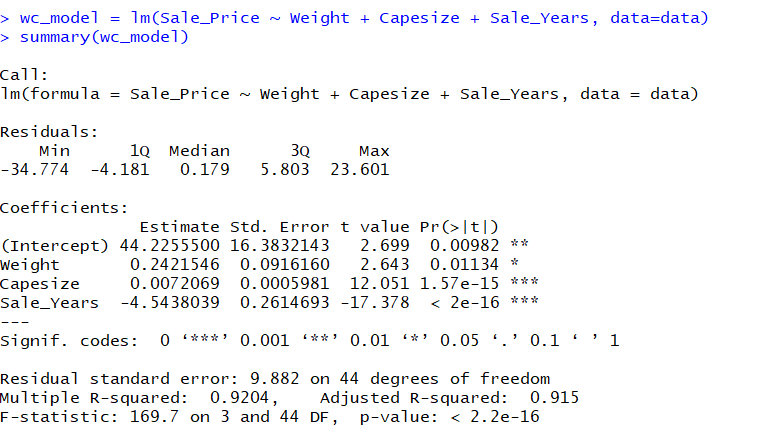 > wc_model = lm(Sale_Price ~ Weight + Capesize + Sale_Years, data=data)
> summary(wc_model)
Call:
lm(formula = Sale_Price ~ Weight + Capesize + Sale_Years, data = data)
Residuals:
    Min      1Q  Median      3Q     Max
-34.774  -4.181   0.179   5.803  23.601
Coefficients:
              Estimate Std. Error t value Pr(>|t|)
(Intercept) 44.2255500 16.3832143   2.699  0.00982 **
Weight       0.2421546  0.0916160   2.643  0.01134 *
Capesize     0.0072069  0.0005981  12.051 1.57e-15 ***
Sale_Years  -4.5438039  0.2614693 -17.378  < 2e-16 ***
---
Signif. codes:  0 ‘***’ 0.001 ‘**’ 0.01 ‘*’ 0.05 ‘.’ 0.1 ‘ ’ 1
Residual standard error: 9.882 on 44 degrees of freedom
Multiple R-squared:  0.9204,    Adjusted R-squared:  0.915
F-statistic: 169.7 on 3 and 44 DF,  p-value: < 2.2e-16